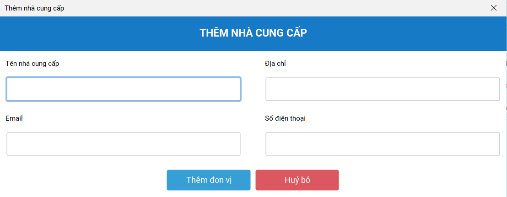 Thêm nhà cung cấp
THÊM NHÀ CUNG CẤP
Tên nhà cung cấp
Địa chỉ
Email
Số điện thoại
Thêm đơn vị
Huỷ bỏ